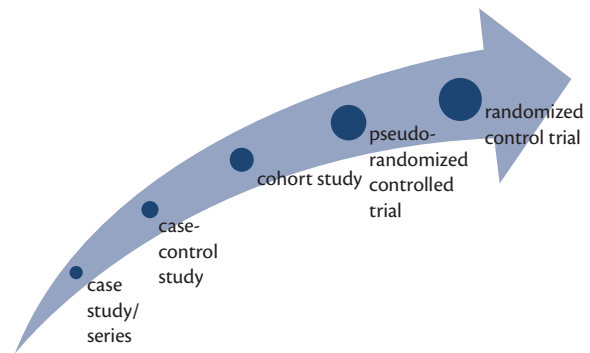 case
study/
series
case-
control
study
cohort study
pseudo-
randomized
controlled
trial
randomized
control trial